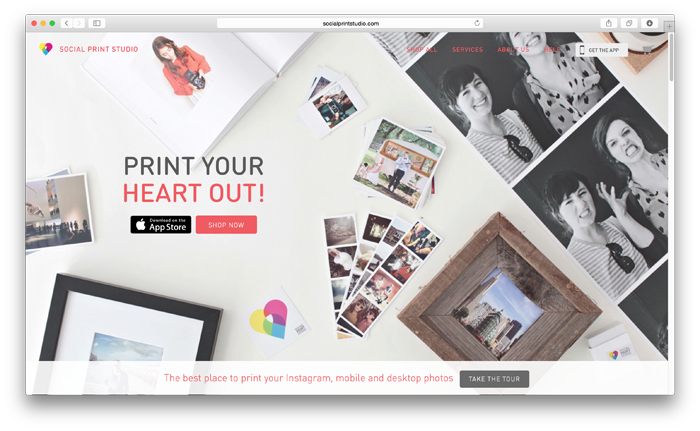 socialprintstudio.com
SOCIAL PRINT STUDIO
SHOP ALL
SERVICES
ABOUT US
GET THE APP
PRINT YOUR
HEART OUT!
Download on the
App Store
SHOP NOW
The best place to print your Instagram, mobile and desktop photos
TAKE THE TOUR